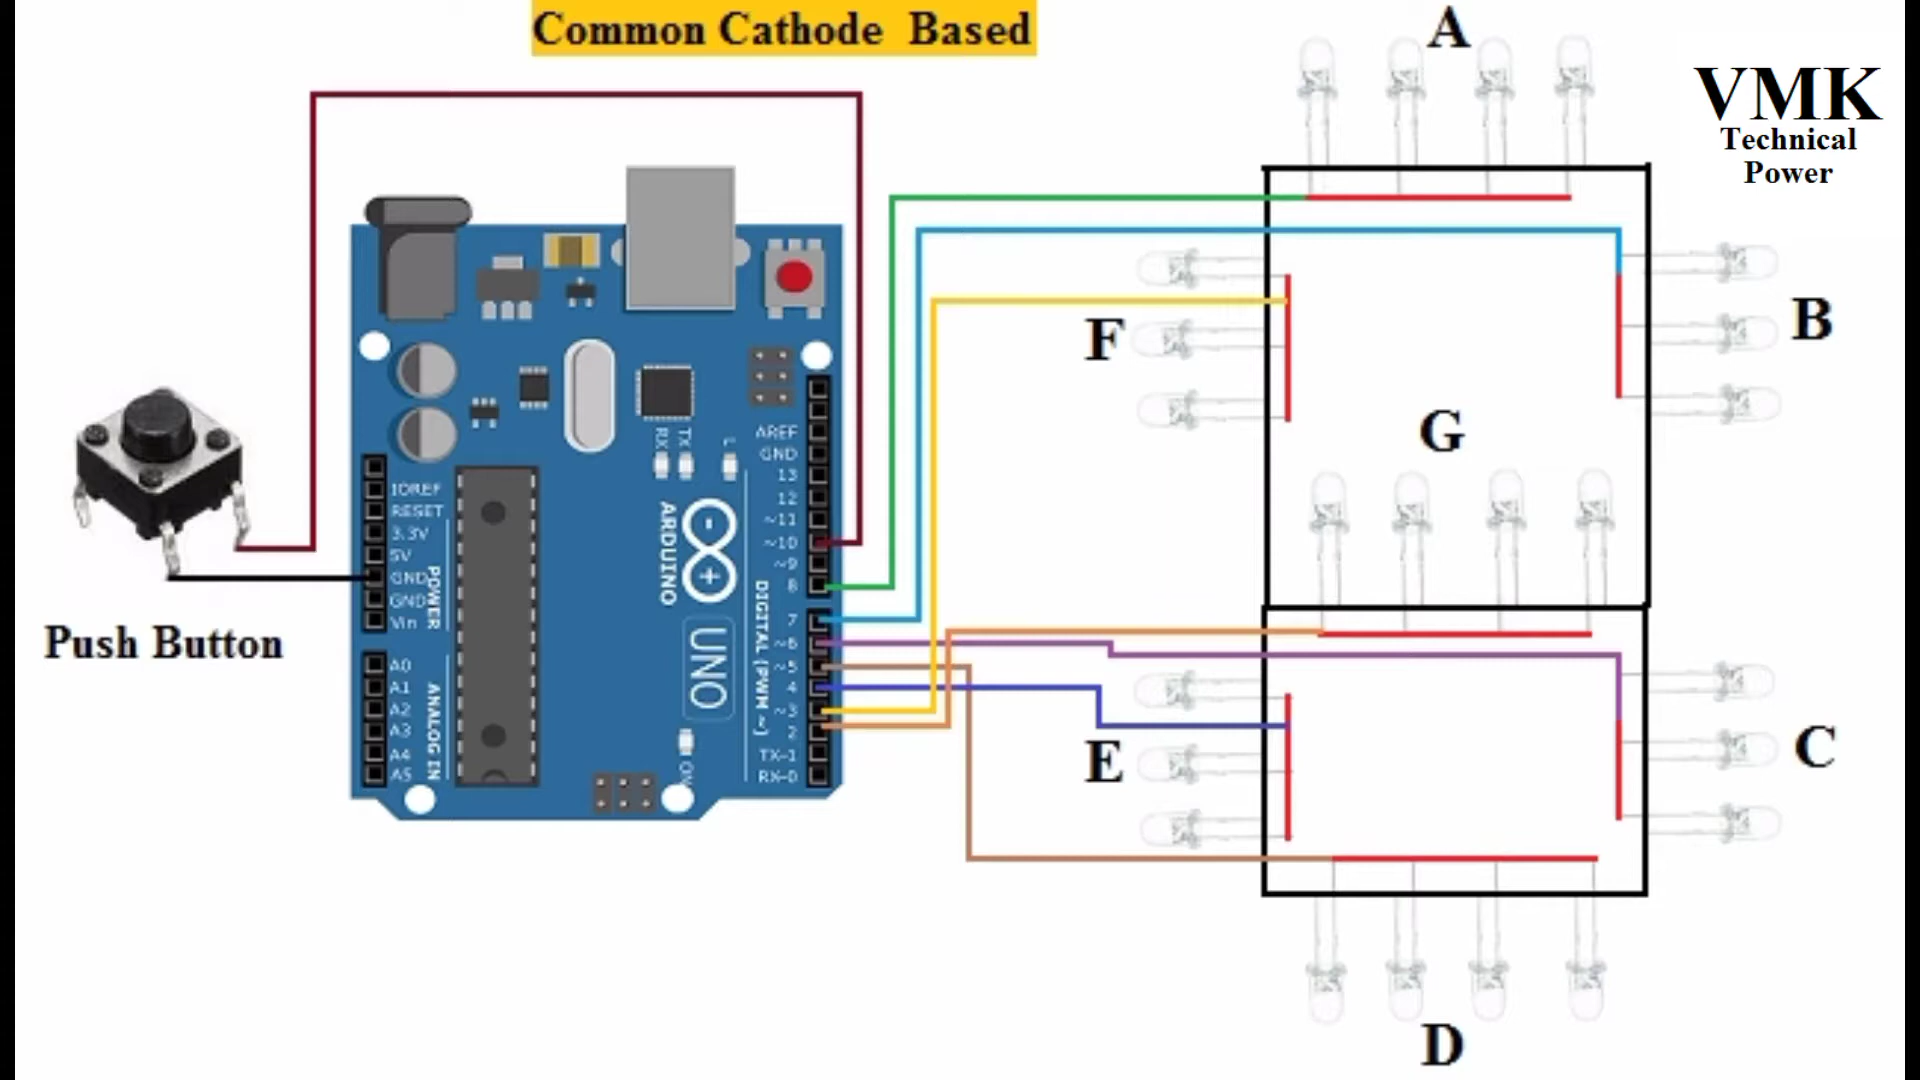 Common Cathode Based
A
VMK
Technical
Power
F
B
G
Push Button
E
C
D
IOREF
RESET
3.3V
5V
GND
GND
Vin
POWER
A0
A1
A2
A3
A4
A5
ANALOG IN
RX
TX
L
ARDUINO
UNO
ON
AREF
GND
13
12
~11
~10
~9
8
7
~6
~5
4
~3
2
TX→1
RX←0
DIGITAL (PWM ~)